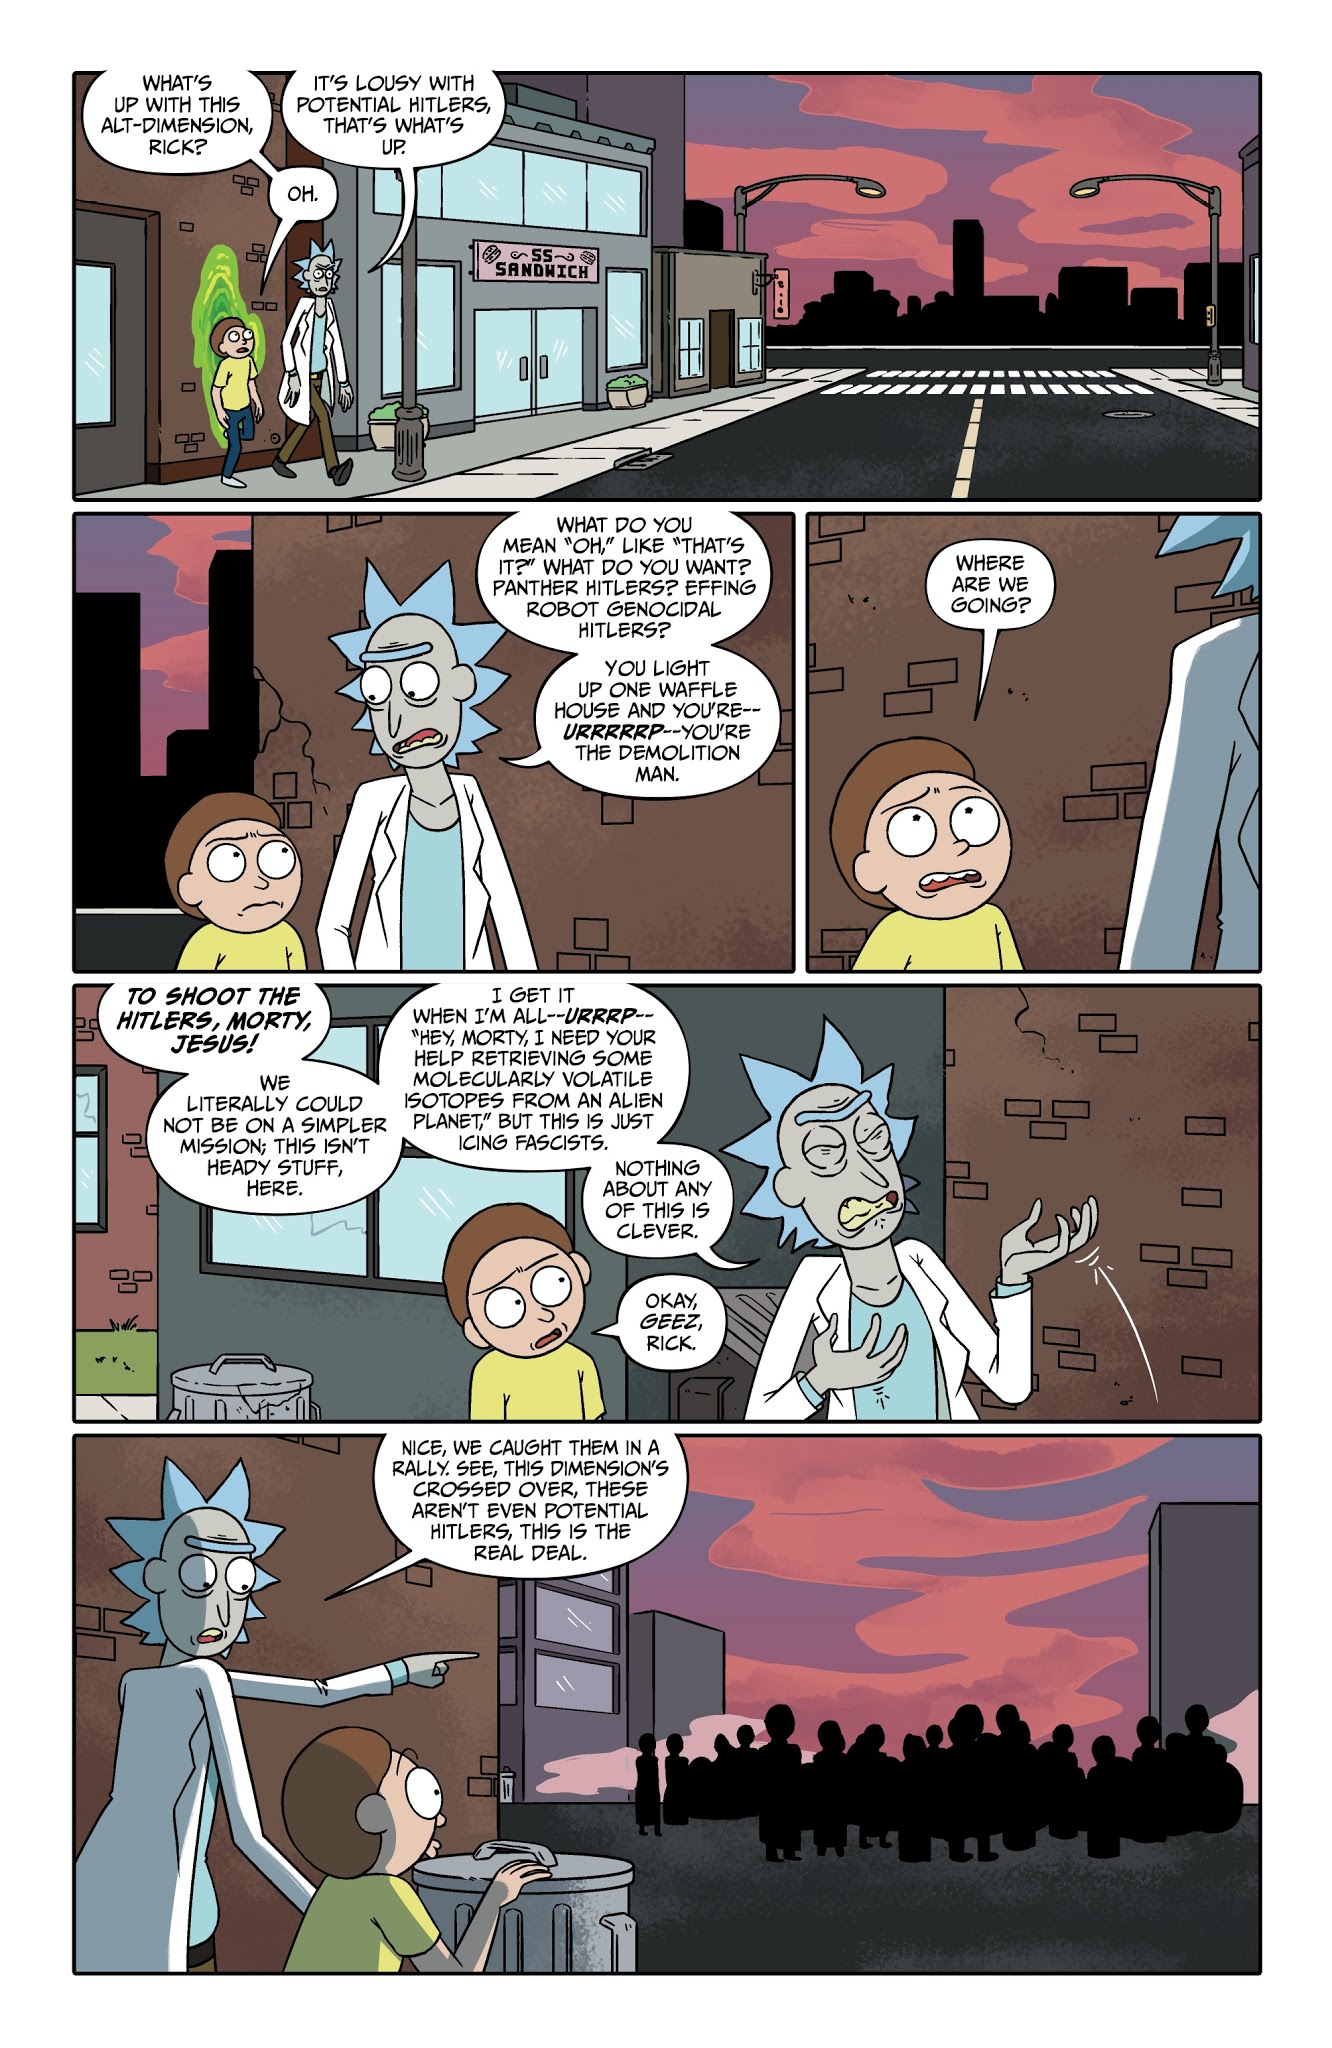 WHAT'S
UP WITH THIS
ALT-DIMENSION,
RICK?
IT'S LOUSY WITH
POTENTIAL HITLERS,
THAT'S WHAT'S
UP.
OH.
SS
SANDWICH
WHAT DO YOU
MEAN "OH," LIKE "THAT'S
IT?" WHAT DO YOU WANT?
PANTHER HITLERS? EFFING
ROBOT GENOCIDAL
HITLERS?
YOU LIGHT
UP ONE WAFFLE
HOUSE AND YOU'RE--
URRRRRP--YOU'RE
THE DEMOLITION
MAN.
WHERE
ARE WE
GOING?
TO SHOOT THE
HITLERS, MORTY,
JESUS!
WE
LITERALLY COULD
NOT BE ON A SIMPLER
MISSION; THIS ISN'T
HEADY STUFF,
HERE.
I GET IT
WHEN I'M ALL--URRRP--
"HEY, MORTY, I NEED YOUR
HELP RETRIEVING SOME
MOLECULARLY VOLATILE
ISOTOPES FROM AN ALIEN
PLANET," BUT THIS IS JUST
ICING FASCISTS.
NOTHING
ABOUT ANY
OF THIS IS
CLEVER.
OKAY,
GEEZ,
RICK.
NICE, WE CAUGHT THEM IN A
RALLY. SEE, THIS DIMENSION'S
CROSSED OVER, THESE
AREN'T EVEN POTENTIAL
HITLERS, THIS IS THE
REAL DEAL.